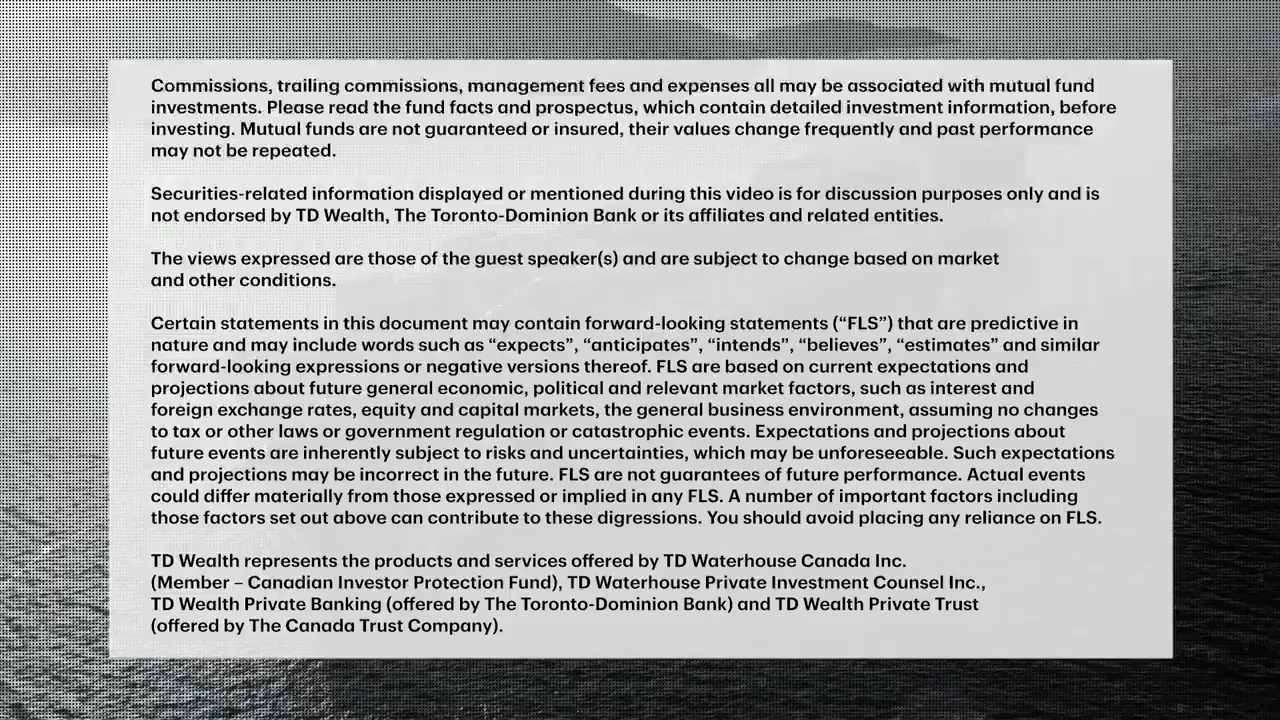 Commissions, trailing commissions, management fees and expenses all may be associated with mutual fund
investments. Please read the fund facts and prospectus, which contain detailed investment information, before
investing. Mutual funds are not guaranteed or insured, their values change frequently and past performance
may not be repeated.
Securities-related information displayed or mentioned during this video is for discussion purposes only and is
not endorsed by TD Wealth, The Toronto-Dominion Bank or its affiliates and related entities.
The views expressed are those of the guest speaker(s) and are subject to change based on market
and other conditions.
Certain statements in this document may contain forward-looking statements (“FLS”) that are predictive in
nature and may include words such as “expects”, “anticipates”, “intends”, “believes”, “estimates” and similar
forward-looking expressions or negative versions thereof. FLS are based on current expectations and
projections about future general economic, political and relevant market factors, such as interest and
foreign exchange rates, equity and capital markets, the general business environment, assuming no changes
to tax or other laws or government regulation or catastrophic events. Expectations and projections about
future events are inherently subject to risks and uncertainties, which may be unforeseeable. Such expectations
and projections may be incorrect in the future. FLS are not guarantees of future performance. Actual events
could differ materially from those expressed or implied in any FLS. A number of important factors including
those factors set out above can contribute to these digressions. You should avoid placing any reliance on FLS.
TD Wealth represents the products and services offered by TD Waterhouse Canada Inc.
(Member – Canadian Investor Protection Fund), TD Waterhouse Private Investment Counsel Inc.,
TD Wealth Private Banking (offered by The Toronto-Dominion Bank) and TD Wealth Private Trust
(offered by The Canada Trust Company).